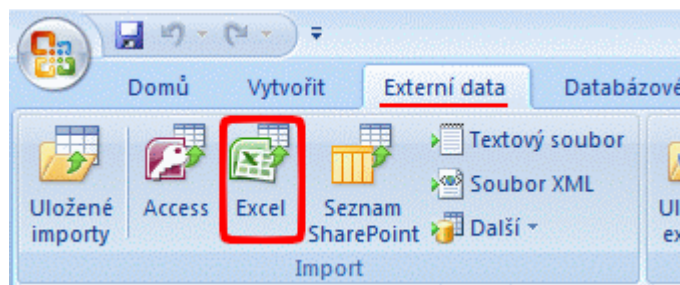 Domů Vytvořit Externí data Databázové
Uložené importy
Access
Excel
Seznam SharePoint
Textový soubor
Soubor XML
Další
Import